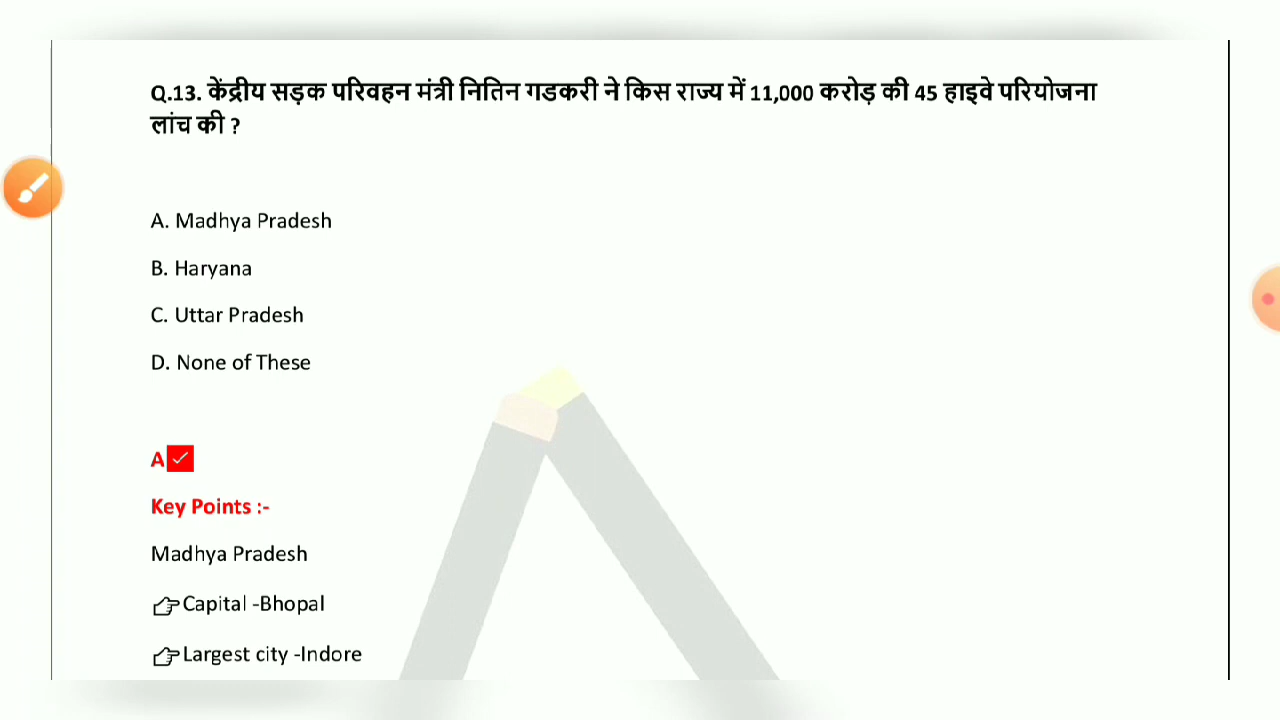 Q.13. केंद्रीय सड़क परिवहन मंत्री नितिन गडकरी ने किस राज्य में 11,000 करोड़ की 45 हाइवे परियोजना
लांच की ?
A. Madhya Pradesh
B. Haryana
C. Uttar Pradesh
D. None of These
A
Key Points :-
Madhya Pradesh
Capital -Bhopal
Largest city -Indore